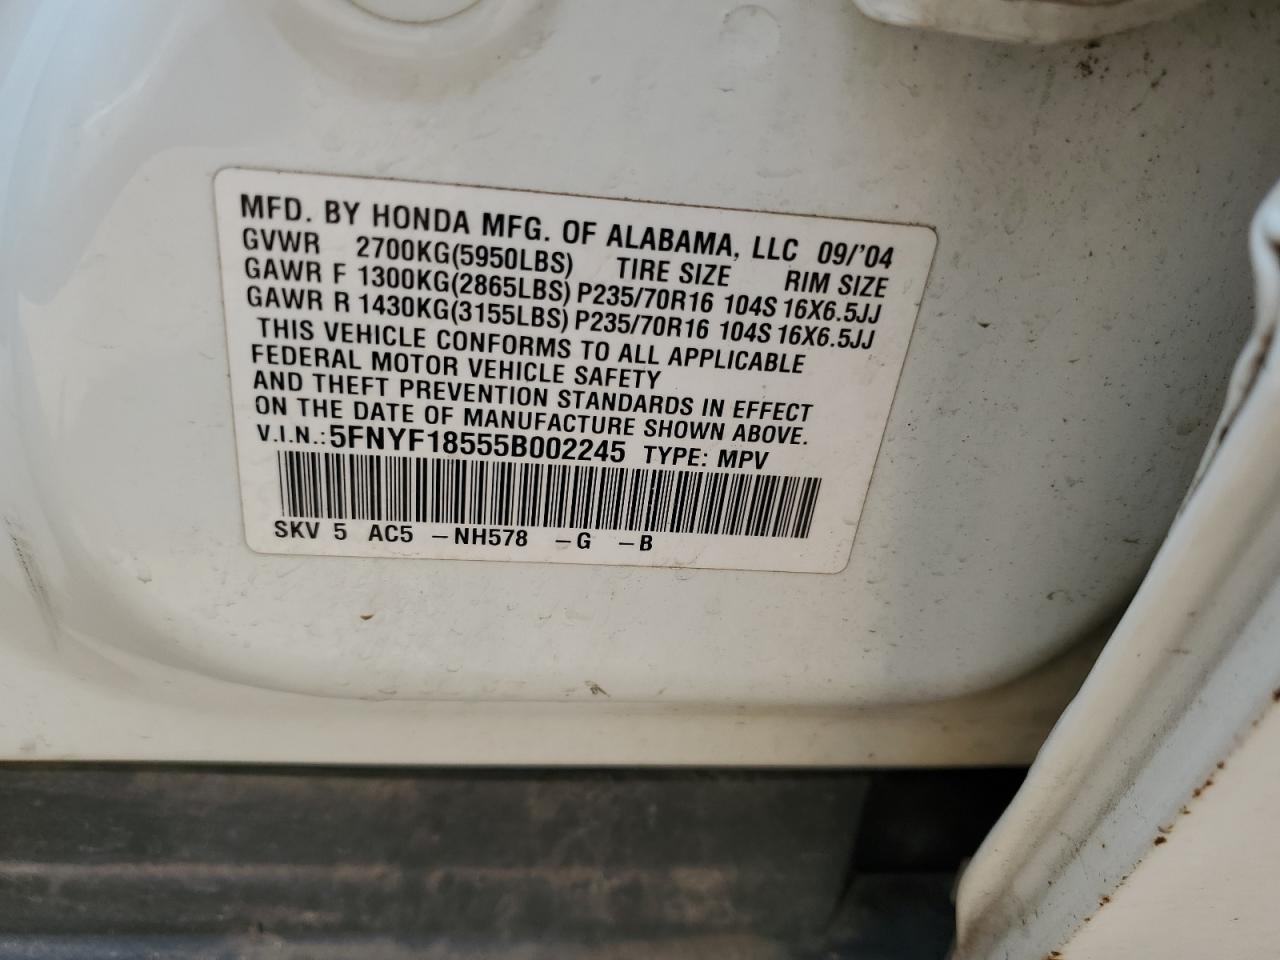 MFD. BY HONDA MFG. OF ALABAMA, LLC 09/'04
GVWR 2700KG(5950LBS) TIRE SIZE RIM SIZE
GAWR F 1300KG(2865LBS) P235/70R16 104S 16X6.5JJ
GAWR R 1430KG(3155LBS) P235/70R16 104S 16X6.5JJ
THIS VEHICLE CONFORMS TO ALL APPLICABLE
FEDERAL MOTOR VEHICLE SAFETY
AND THEFT PREVENTION STANDARDS IN EFFECT
ON THE DATE OF MANUFACTURE SHOWN ABOVE.
V.I.N.: 5FNYF18555B002245 TYPE: MPV
SKV 5 AC5 –NH578 –G –B